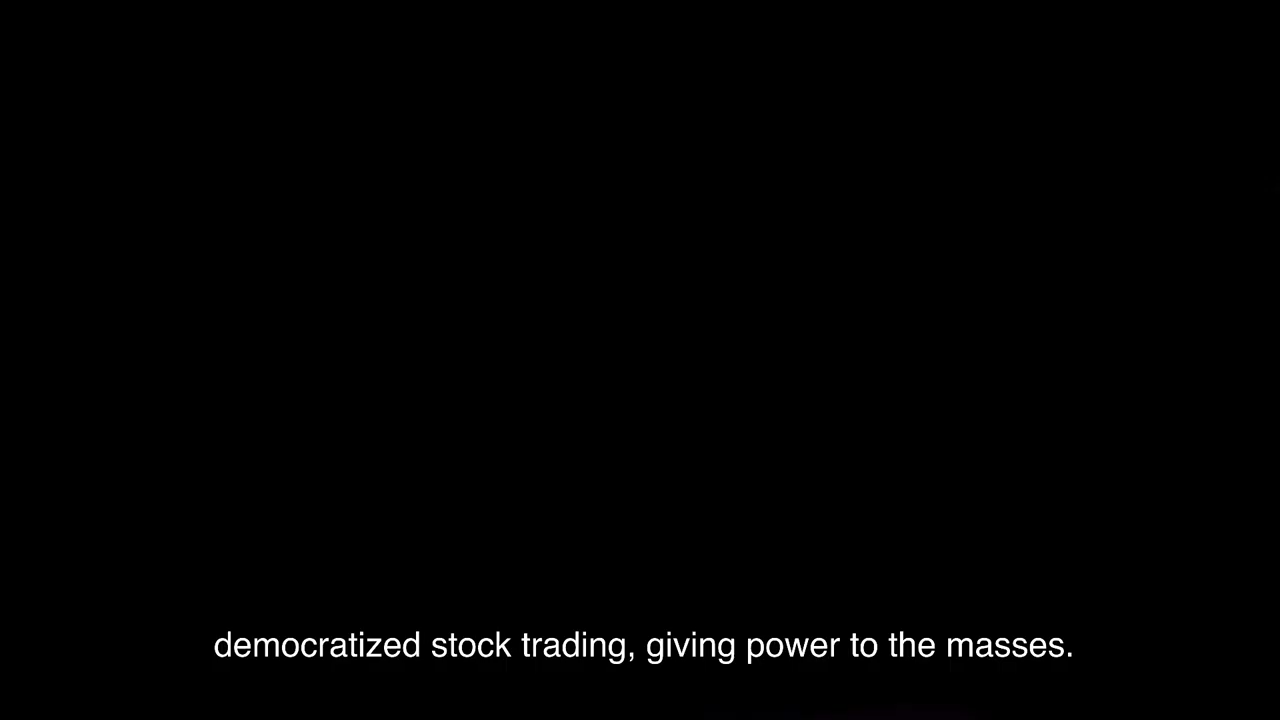 democratized stock trading, giving power to the masses.